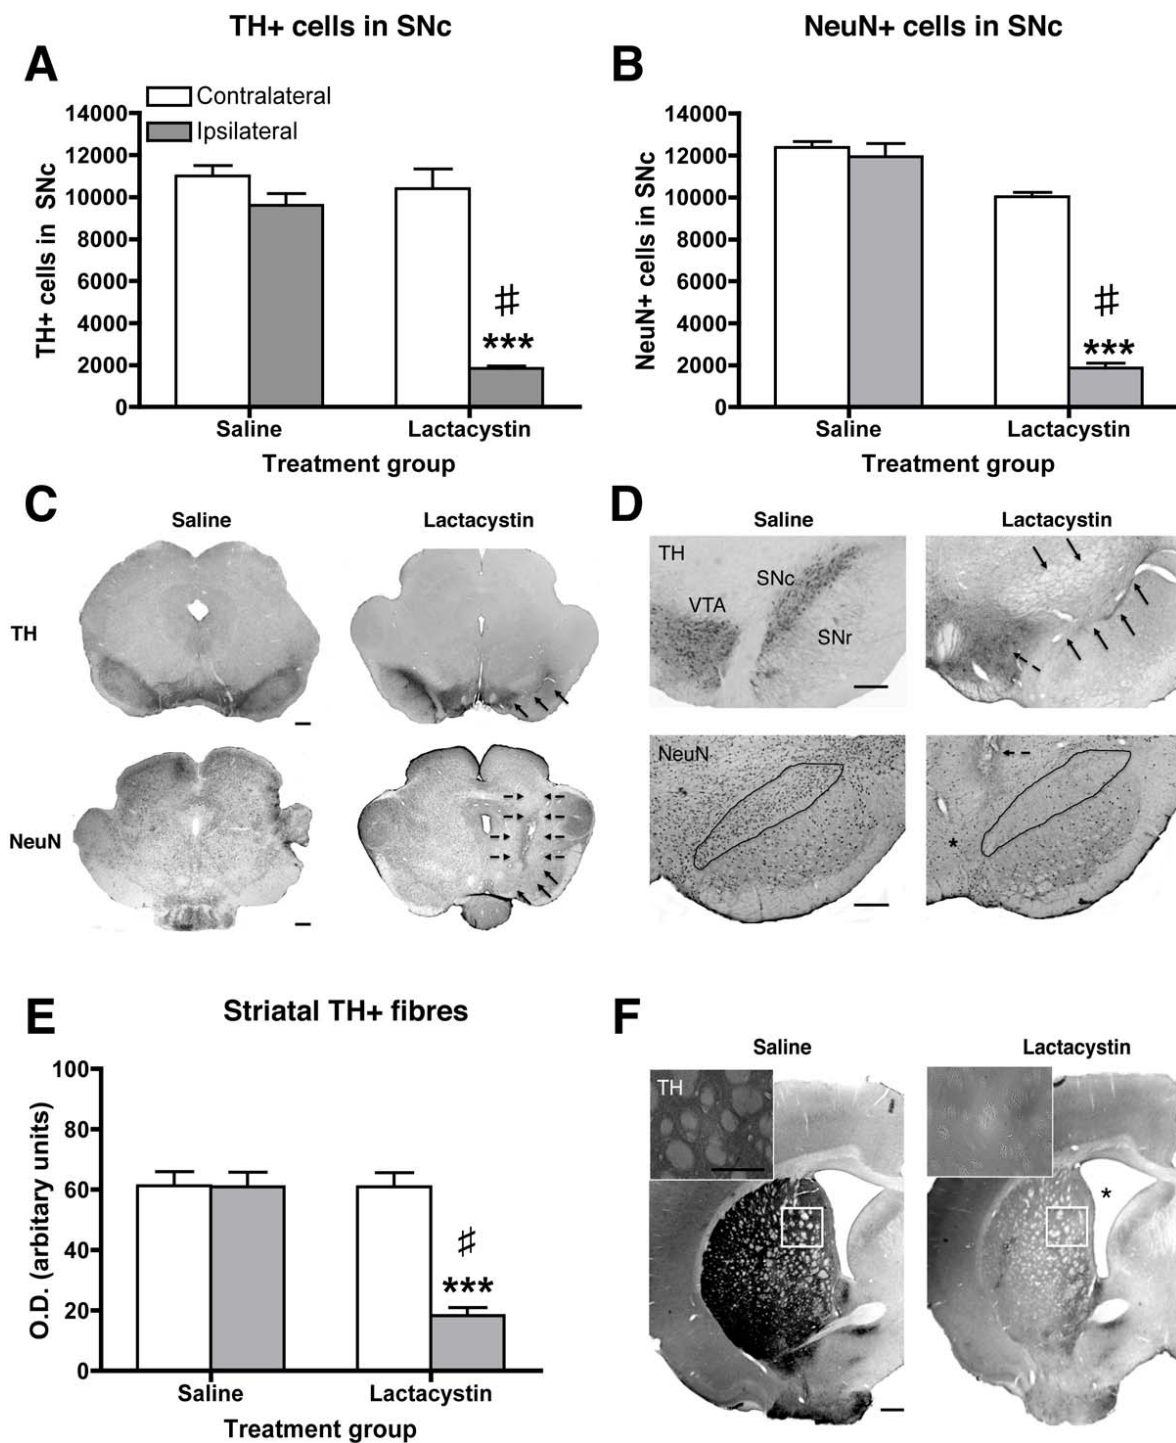 TH+ cells in SNc
NeuN+ cells in SNc
A
B
Contralateral
Ipsilateral
14000
12000
10000
8000
6000
4000
2000
0
TH+ cells in SNc
♯
***
Saline
Lactacystin
Treatment group
14000
12000
10000
8000
6000
4000
2000
0
NeuN+ cells in SNc
♯
***
Saline
Lactacystin
Treatment group
C
Saline
Lactacystin
TH
NeuN
D
Saline
Lactacystin
TH
SNc
VTA
SNr
NeuN
*
E
Striatal TH+ fibres
100
80
60
40
20
0
O.D. (arbitary units)
♯
***
Saline
Lactacystin
Treatment group
F
Saline
Lactacystin
TH
*